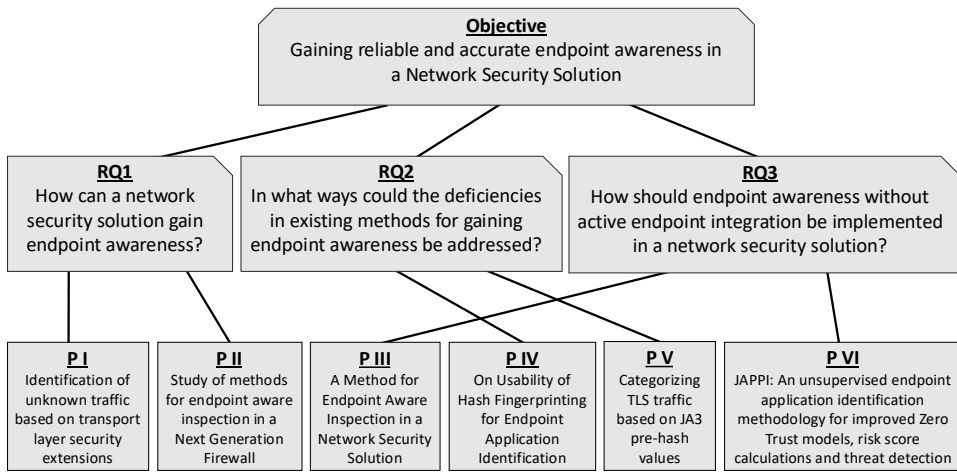 Objective
Gaining reliable and accurate endpoint awareness in
a Network Security Solution
RQ1
How can a network
security solution gain
endpoint awareness?
RQ2
In what ways could the deficiencies
in existing methods for gaining
endpoint awareness be addressed?
RQ3
How should endpoint awareness without
active endpoint integration be implemented
in a network security solution?
P I
Identification of
unknown traffic
based on transport
layer security
extensions
P II
Study of methods
for endpoint aware
inspection in a
Next Generation
Firewall
P III
A Method for
Endpoint Aware
Inspection in a
Network Security
Solution
P IV
On Usability of
Hash Fingerprinting
for Endpoint
Application
Identification
P V
Categorizing
TLS traffic
based on JA3
pre-hash
values
P VI
JAPPI: An unsupervised endpoint
application identification
methodology for improved Zero
Trust models, risk score
calculations and threat detection